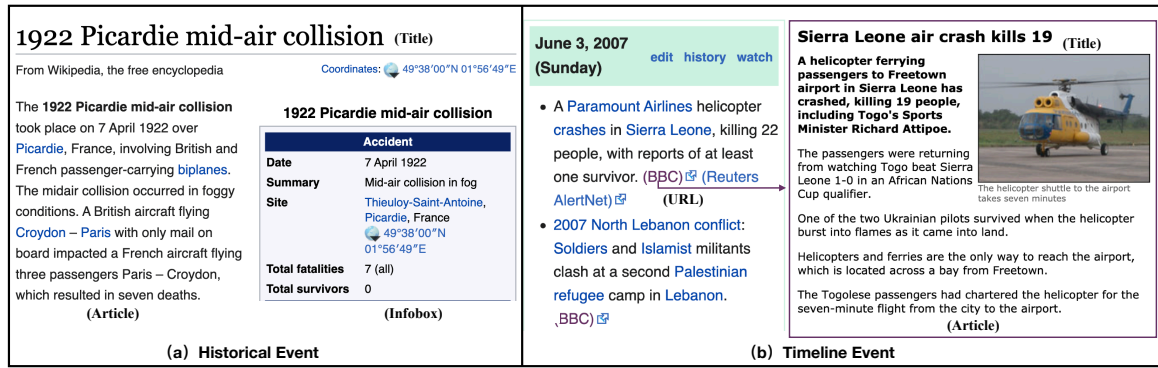 1922 Picardie mid-air collision (Title)
From Wikipedia, the free encyclopedia
Coordinates: 49°38′00″N 01°56′49″E
The 1922 Picardie mid-air collision
took place on 7 April 1922 over
Picardie, France, involving British and
French passenger-carrying biplanes.
The midair collision occurred in foggy
conditions. A British aircraft flying
Croydon – Paris with only mail on
board impacted a French aircraft flying
three passengers Paris – Croydon,
which resulted in seven deaths.
(Article)
1922 Picardie mid-air collision
Accident
Date 7 April 1922
Summary Mid-air collision in fog
Site Thieuloy-Saint-Antoine,
Picardie, France
49°38′00″N
01°56′49″E
Total fatalities 7 (all)
Total survivors 0
(Infobox)
(a) Historical Event
June 3, 2007
(Sunday)
edit history watch
• A Paramount Airlines helicopter
crashes in Sierra Leone, killing 22
people, with reports of at least
one survivor. (BBC) (Reuters
AlertNet) (URL)
• 2007 North Lebanon conflict:
Soldiers and Islamist militants
clash at a second Palestinian
refugee camp in Lebanon.
(BBC)
Sierra Leone air crash kills 19 (Title)
A helicopter ferrying
passengers to Freetown
airport in Sierra Leone has
crashed, killing 19 people,
including Togo's Sports
Minister Richard Attipoe.
The passengers were returning
from watching Togo beat Sierra
Leone 1-0 in an African Nations
Cup qualifier.
The helicopter shuttle to the airport
takes seven minutes
One of the two Ukrainian pilots survived when the helicopter
burst into flames as it came into land.
Helicopters and ferries are the only way to reach the airport,
which is located across a bay from Freetown.
The Togolese passengers had chartered the helicopter for the
seven-minute flight from the city to the airport.
(Article)
(b) Timeline Event